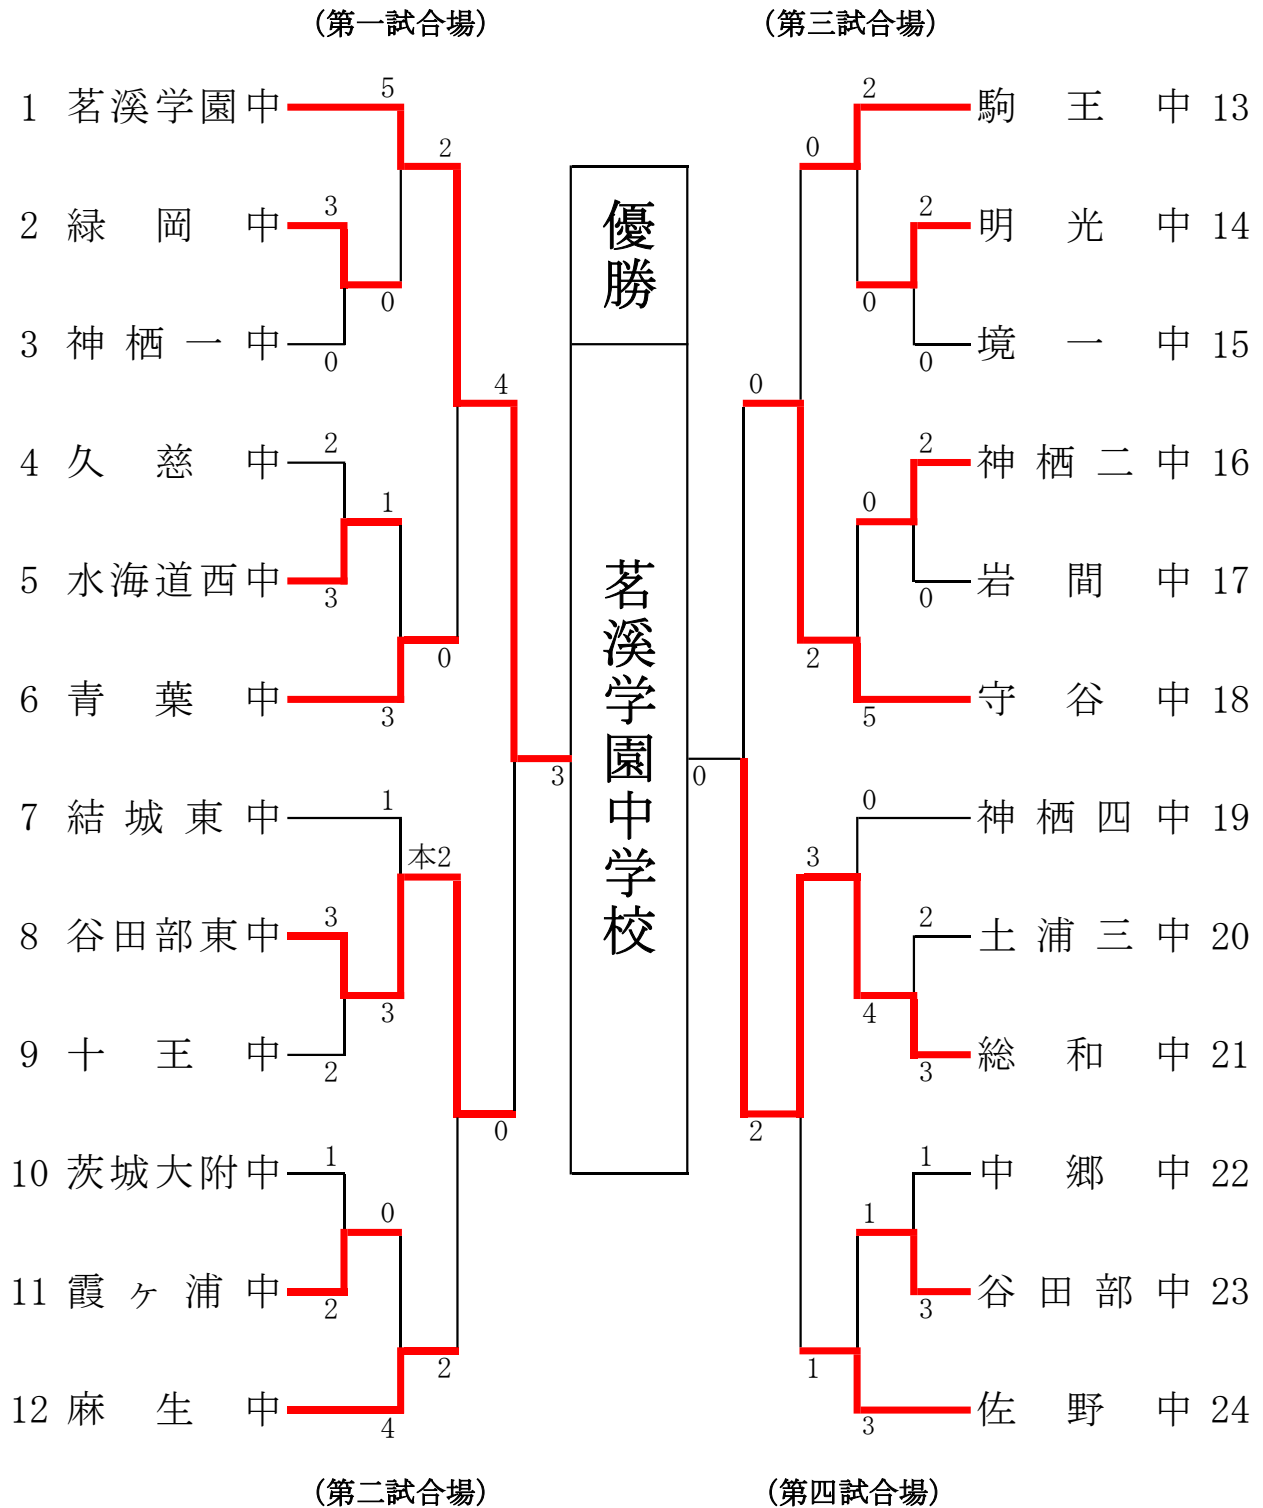 (第一試合場)
(第三試合場)
1 茗溪学園中 5
2 緑岡中 3
2
0
3 神栖一中 0
4 久慈中 2
1
5 水海道西中 3
0
6 青葉中 3
4
7 結城東中 1
本2
8 谷田部東中 3
3
9 十王中 2
0
10 茨城大附中 1
0
11 霞ヶ浦中 2
2
12 麻生中 4
3
優勝
茗溪学園中学校
0
2 駒王中 13
0
2 明光中 14
0
0 境一中 15
0
2 神栖二中 16
0
0 岩間中 17
2
5 守谷中 18
0 神栖四中 19
3
2 土浦三中 20
4
3 総和中 21
2
1 中郷中 22
1
3 谷田部中 23
1
3 佐野中 24
(第二試合場)
(第四試合場)